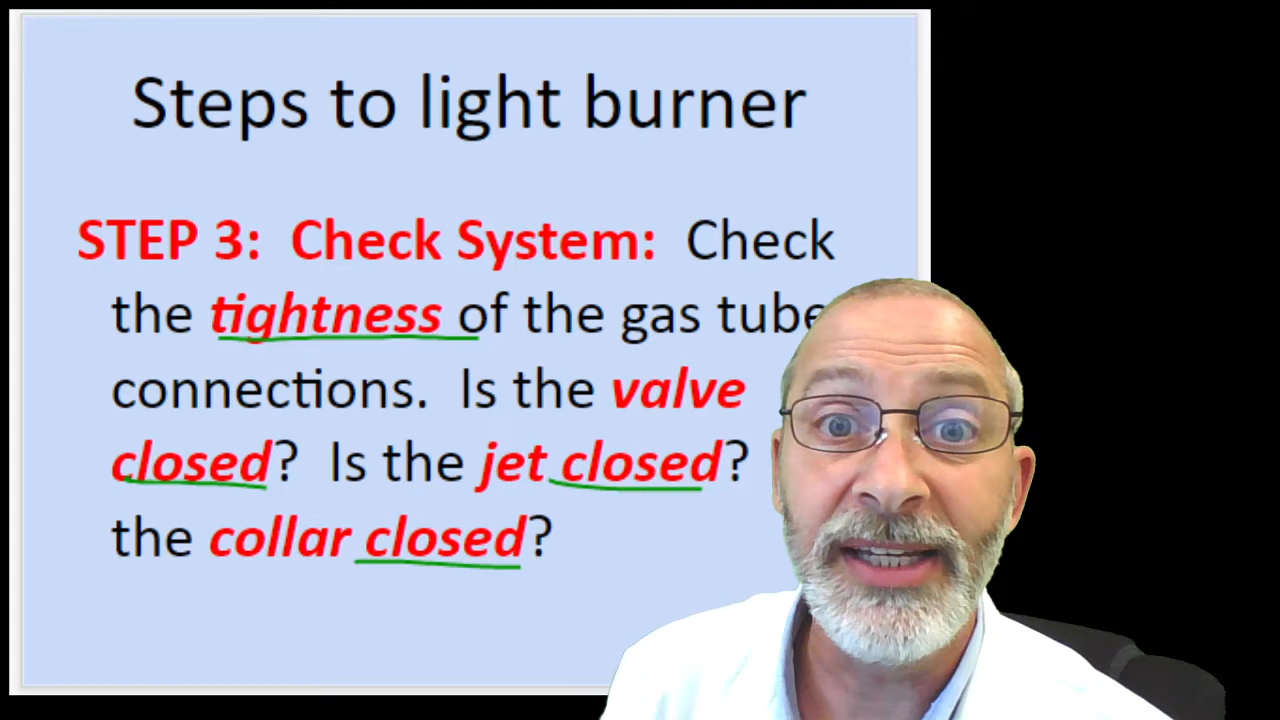 Steps to light burner
STEP 3: Check System: Check
the tightness of the gas tube
connections. Is the valve
closed? Is the jet closed?
the collar closed?